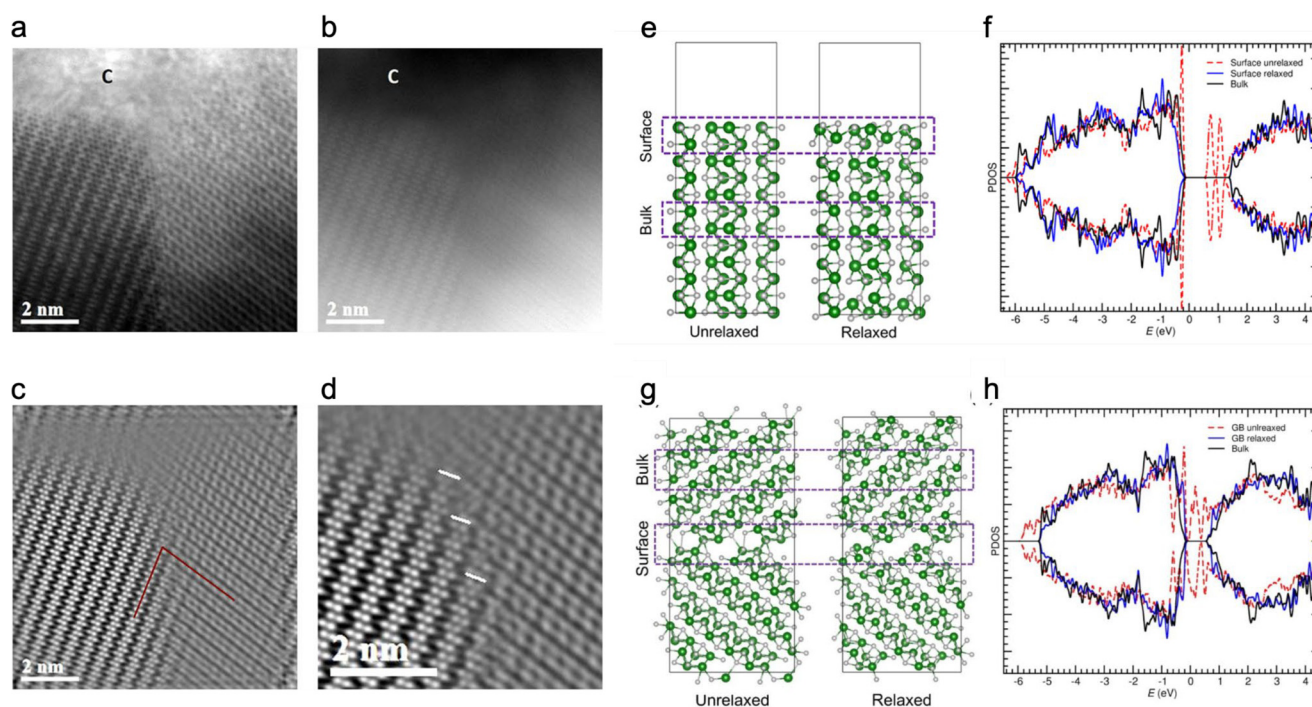 a
C
2 nm
b
C
2 nm
e
Surface
Bulk
Unrelaxed
Relaxed
f
Surface unrelaxed
Surface relaxed
Bulk
PDOS
-6 -5 -4 -3 -2 -1 0 1 2 3 4
E (eV)
c
2 nm
d
2 nm
g
Bulk
Surface
Unrelaxed
Relaxed
h
GB unlreaxed
GB relaxed
Bulk
PDOS
-6 -5 -4 -3 -2 -1 0 1 2 3 4
E (eV)